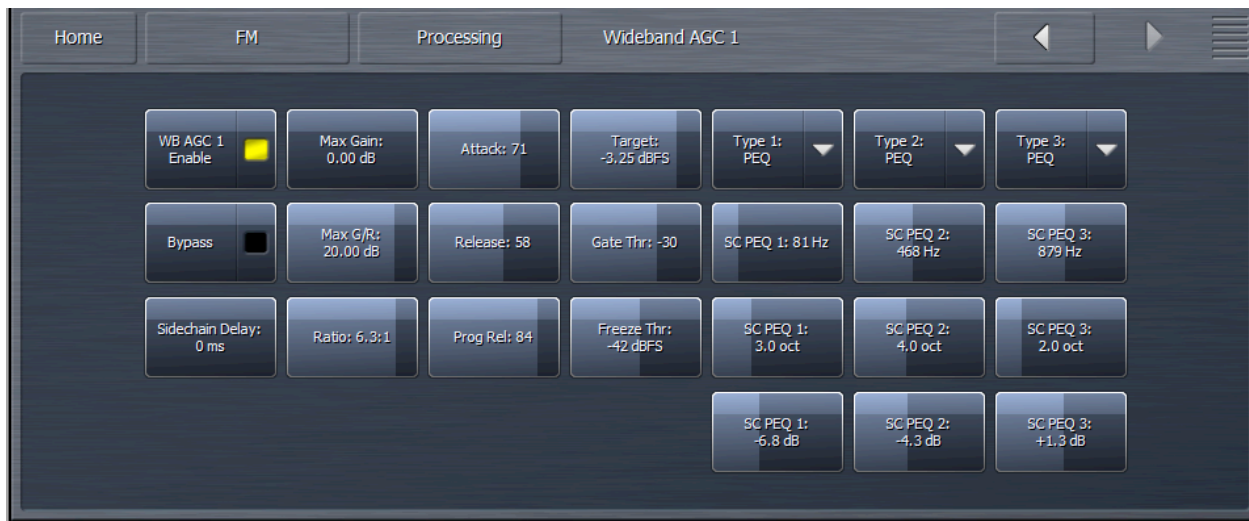 Home
FM
Processing
Wideband AGC 1
WB AGC 1
Enable
Max Gain:
0.00 dB
Attack: 71
Target:
-3.25 dBFS
Type 1:
PEQ
Type 2:
PEQ
Type 3:
PEQ
Bypass
Max G/R:
20.00 dB
Release: 58
Gate Thr: -30
SC PEQ 1: 81 Hz
SC PEQ 2:
468 Hz
SC PEQ 3:
879 Hz
Sidechain Delay:
0 ms
Ratio: 6.3:1
Prog Rel: 84
Freeze Thr:
-42 dBFS
SC PEQ 1:
3.0 oct
SC PEQ 2:
4.0 oct
SC PEQ 3:
2.0 oct
SC PEQ 1:
-6.8 dB
SC PEQ 2:
-4.3 dB
SC PEQ 3:
+1.3 dB